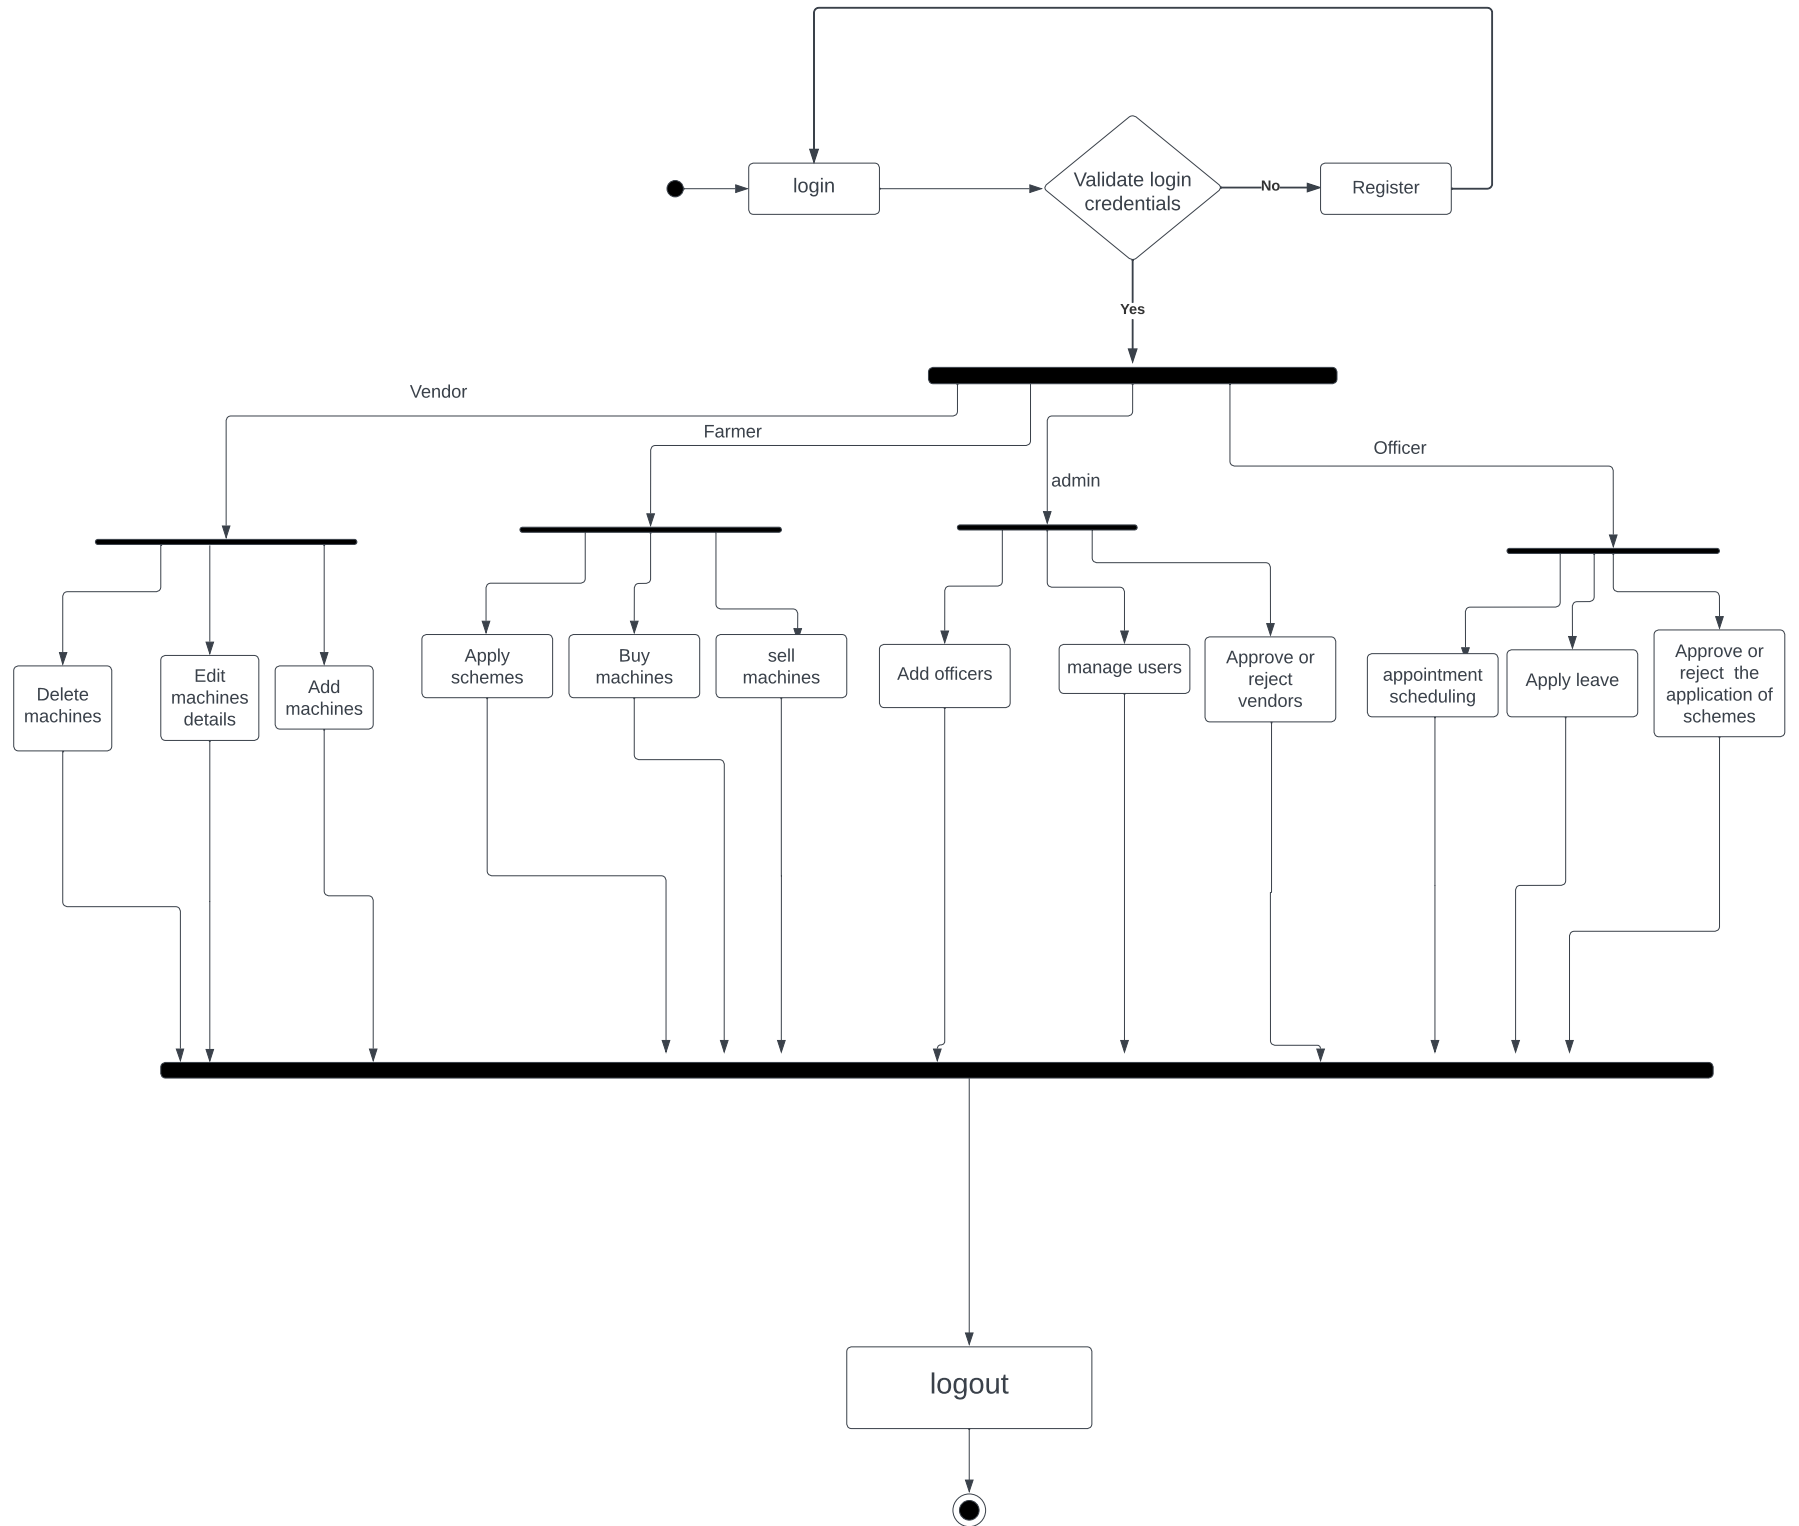 login
Validate login
credentials
No
Register
Yes
Vendor
Farmer
admin
Officer
Delete
machines
Edit
machines
details
Add
machines
Apply
schemes
Buy
machines
sell
machines
Add officers
manage users
Approve or
reject
vendors
appointment
scheduling
Apply leave
Approve or
reject  the
application of
schemes
logout